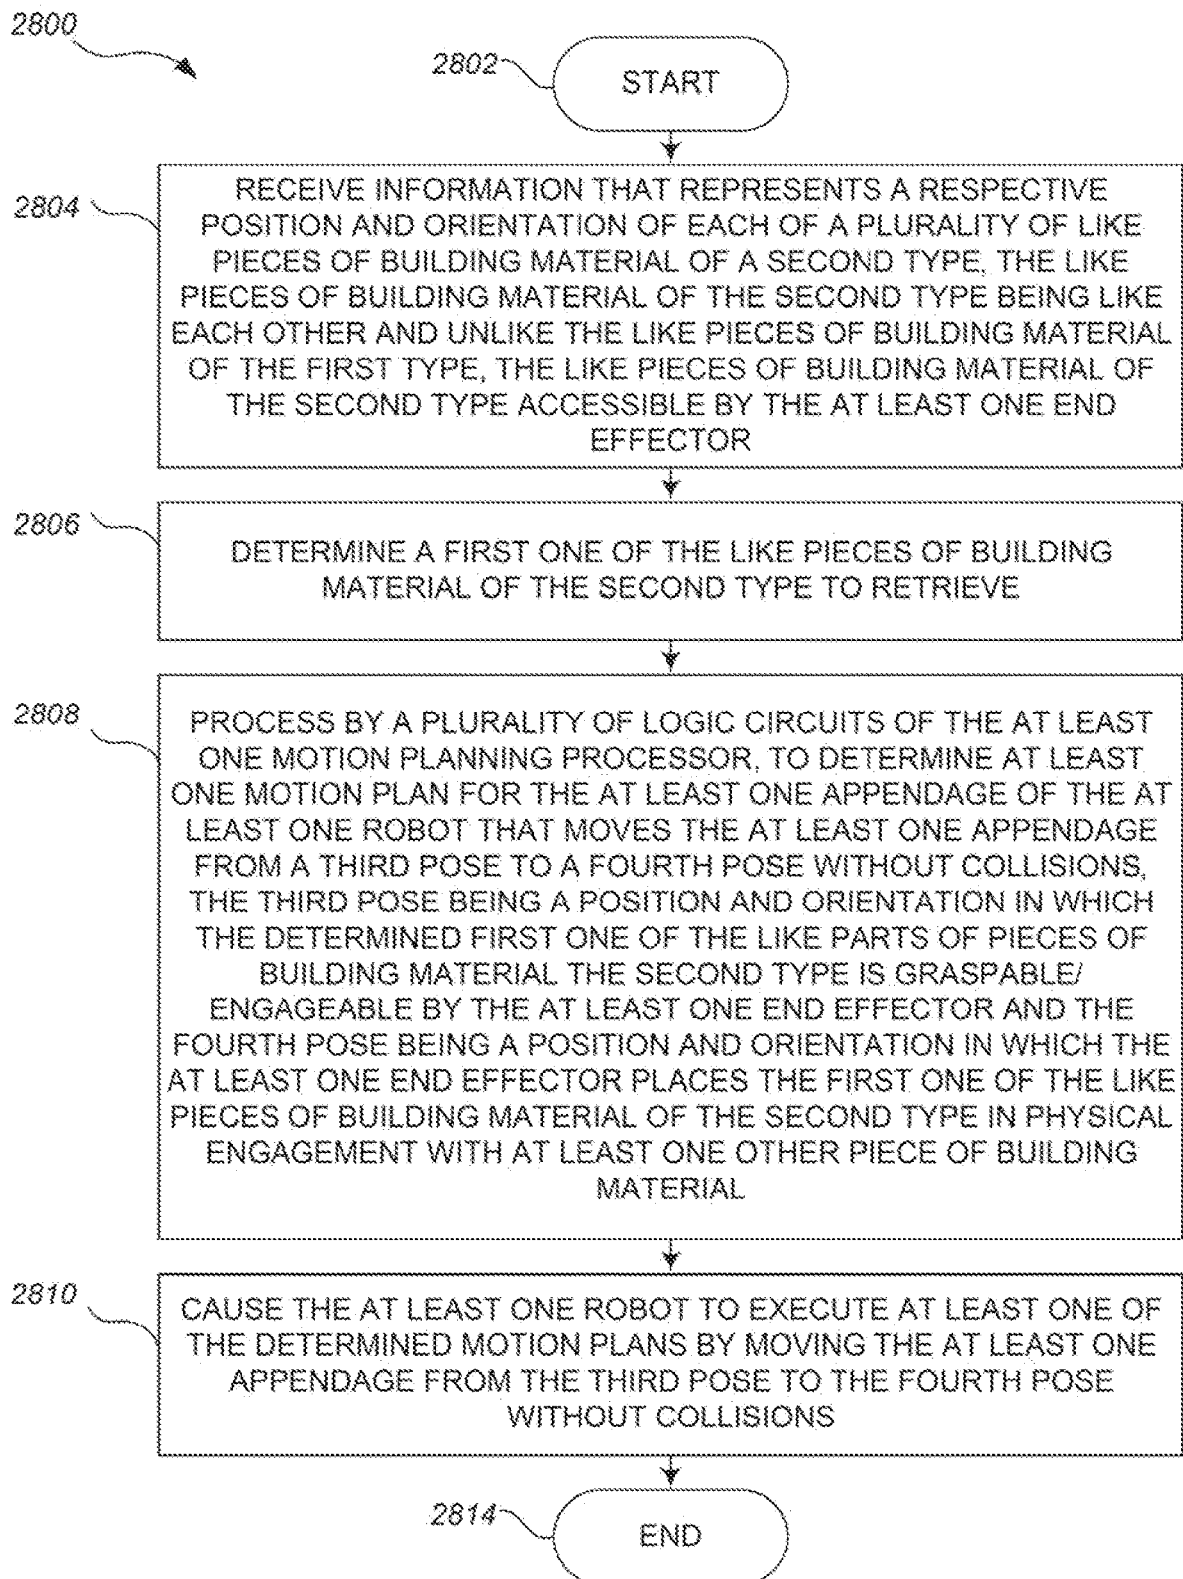 2800
2802
START
2804
RECEIVE INFORMATION THAT REPRESENTS A RESPECTIVE
POSITION AND ORIENTATION OF EACH OF A PLURALITY OF LIKE
PIECES OF BUILDING MATERIAL OF A SECOND TYPE, THE LIKE
PIECES OF BUILDING MATERIAL OF THE SECOND TYPE BEING LIKE
EACH OTHER AND UNLIKE THE LIKE PIECES OF BUILDING MATERIAL
OF THE FIRST TYPE, THE LIKE PIECES OF BUILDING MATERIAL OF
THE SECOND TYPE ACCESSIBLE BY THE AT LEAST ONE END
EFFECTOR
2806
DETERMINE A FIRST ONE OF THE LIKE PIECES OF BUILDING
MATERIAL OF THE SECOND TYPE TO RETRIEVE
2808
PROCESS BY A PLURALITY OF LOGIC CIRCUITS OF THE AT LEAST
ONE MOTION PLANNING PROCESSOR, TO DETERMINE AT LEAST
ONE MOTION PLAN FOR THE AT LEAST ONE APPENDAGE OF THE AT
LEAST ONE ROBOT THAT MOVES THE AT LEAST ONE APPENDAGE
FROM A THIRD POSE TO A FOURTH POSE WITHOUT COLLISIONS,
THE THIRD POSE BEING A POSITION AND ORIENTATION IN WHICH
THE DETERMINED FIRST ONE OF THE LIKE PARTS OF PIECES OF
BUILDING MATERIAL THE SECOND TYPE IS GRASPABLE/
ENGAGEABLE BY THE AT LEAST ONE END EFFECTOR AND THE
FOURTH POSE BEING A POSITION AND ORIENTATION IN WHICH THE
AT LEAST ONE END EFFECTOR PLACES THE FIRST ONE OF THE LIKE
PIECES OF BUILDING MATERIAL OF THE SECOND TYPE IN PHYSICAL
ENGAGEMENT WITH AT LEAST ONE OTHER PIECE OF BUILDING
MATERIAL
2810
CAUSE THE AT LEAST ONE ROBOT TO EXECUTE AT LEAST ONE OF
THE DETERMINED MOTION PLANS BY MOVING THE AT LEAST ONE
APPENDAGE FROM THE THIRD POSE TO THE FOURTH POSE
WITHOUT COLLISIONS
2814
END